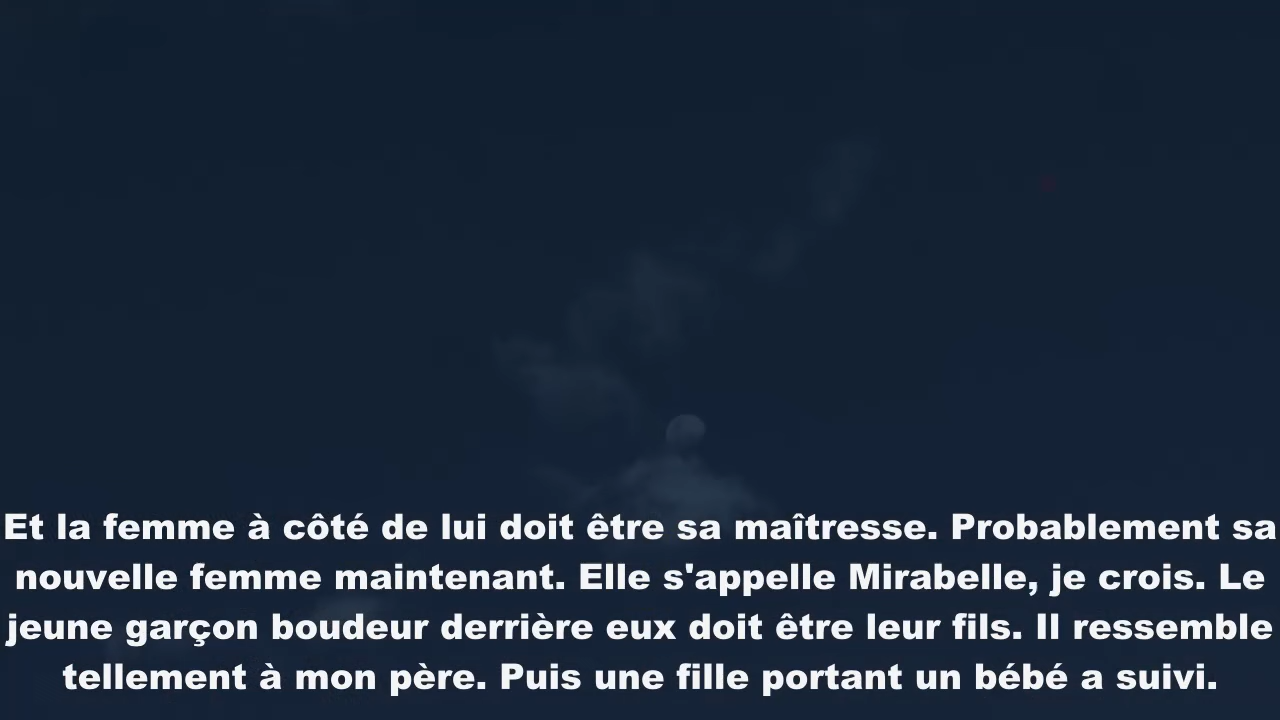 Et la femme à côté de lui doit être sa maîtresse. Probablement sa
nouvelle femme maintenant. Elle s'appelle Mirabelle, je crois. Le
jeune garçon boudeur derrière eux doit être leur fils. Il ressemble
tellement à mon père. Puis une fille portant un bébé a suivi.